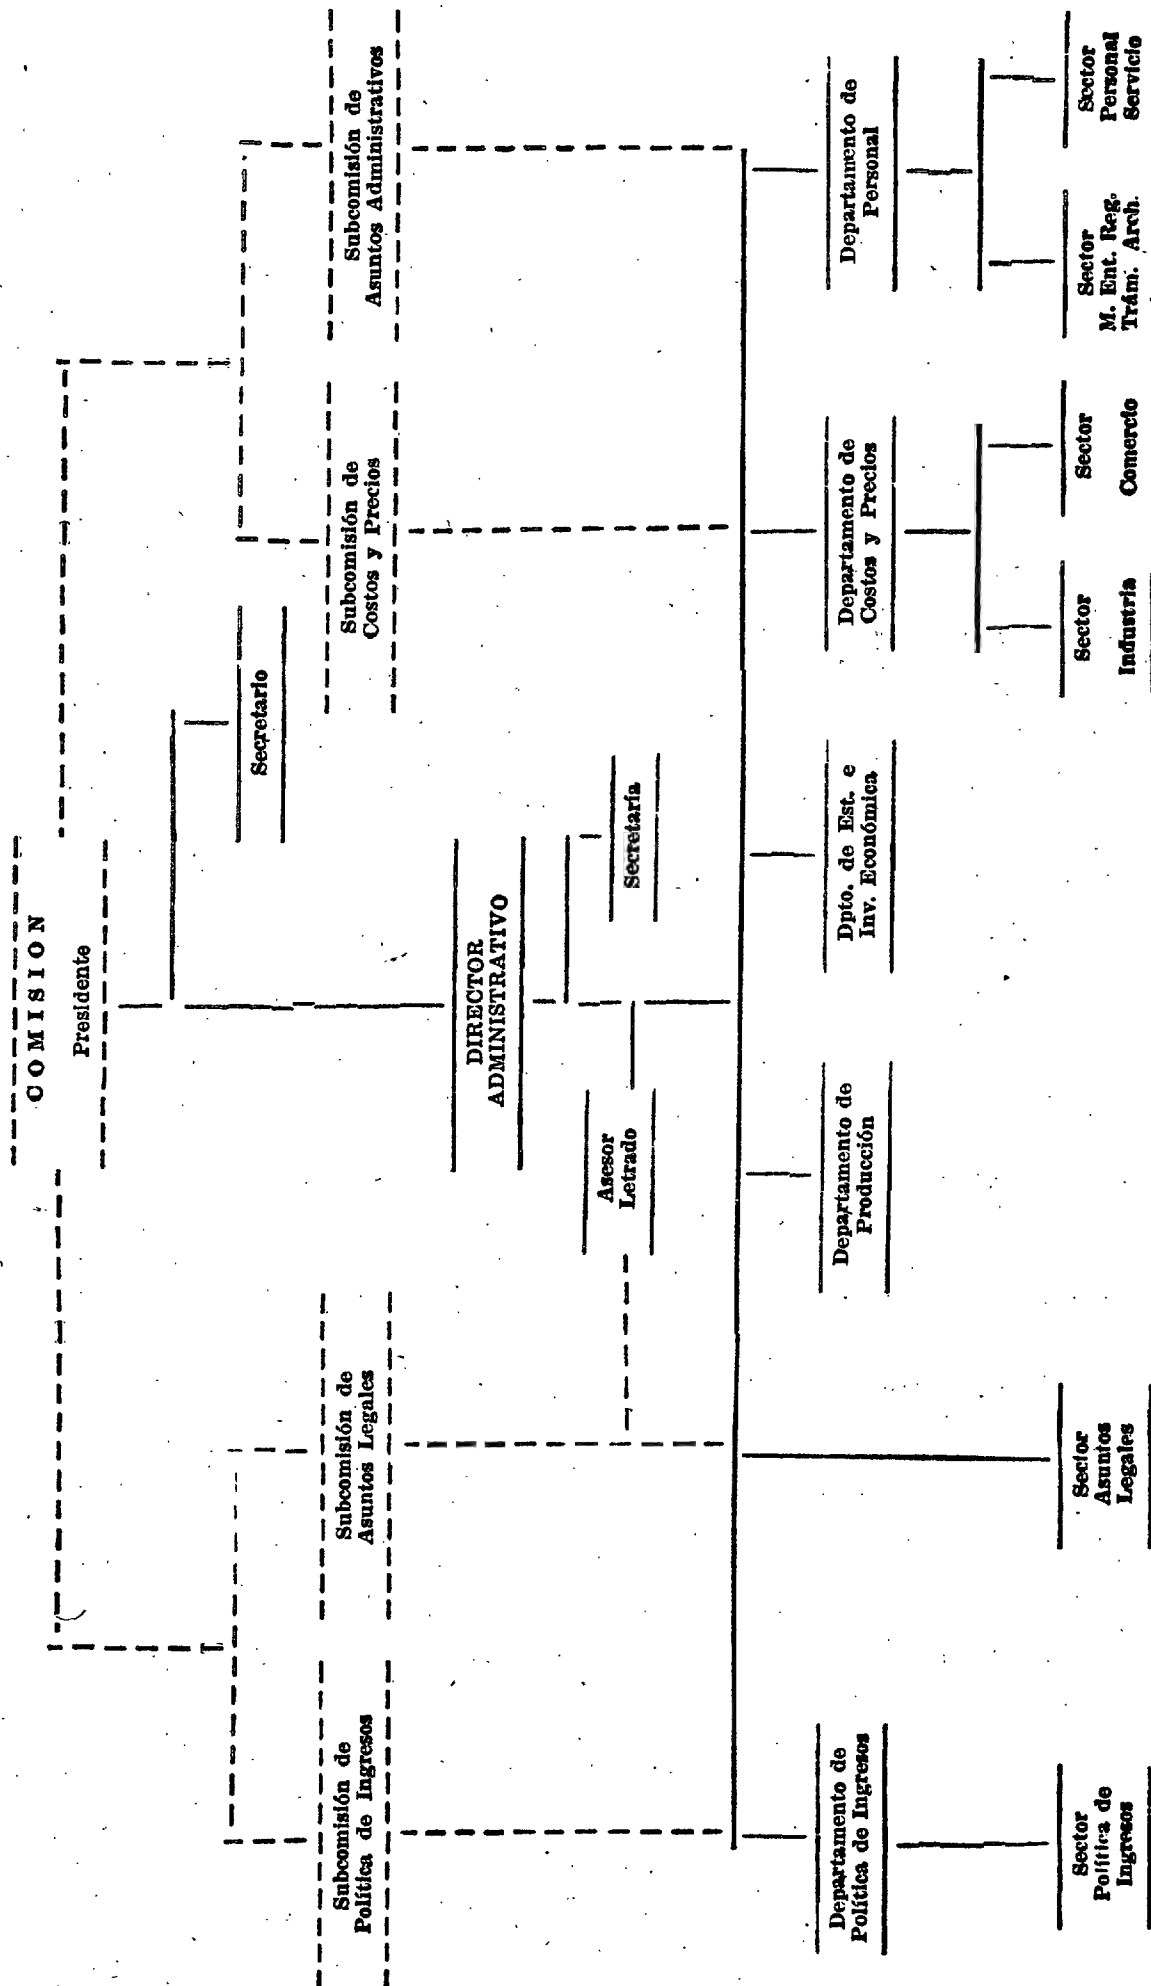 COMISION
Presidente
Secretario
Subcomisión de
Política de Ingresos
Subcomisión de
Asuntos Legales
Subcomisión de
Costos y Precios
Subcomisión de
Asuntos Administrativos
DIRECTOR
ADMINISTRATIVO
Asesor
Letrado
Secretaría
Departamento de
Política de Ingresos
Departamento de
Producción
Dpto. de Est. e
Inv. Económica
Departamento de
Costos y Precios
Departamento de
Personal
Sector
Política de
Ingresos
Sector
Asuntos
Legales
Sector
Industria
Sector
Comercio
Sector
M. Ent. Reg.
Trám. Arch.
Sector
Personal
Servicio